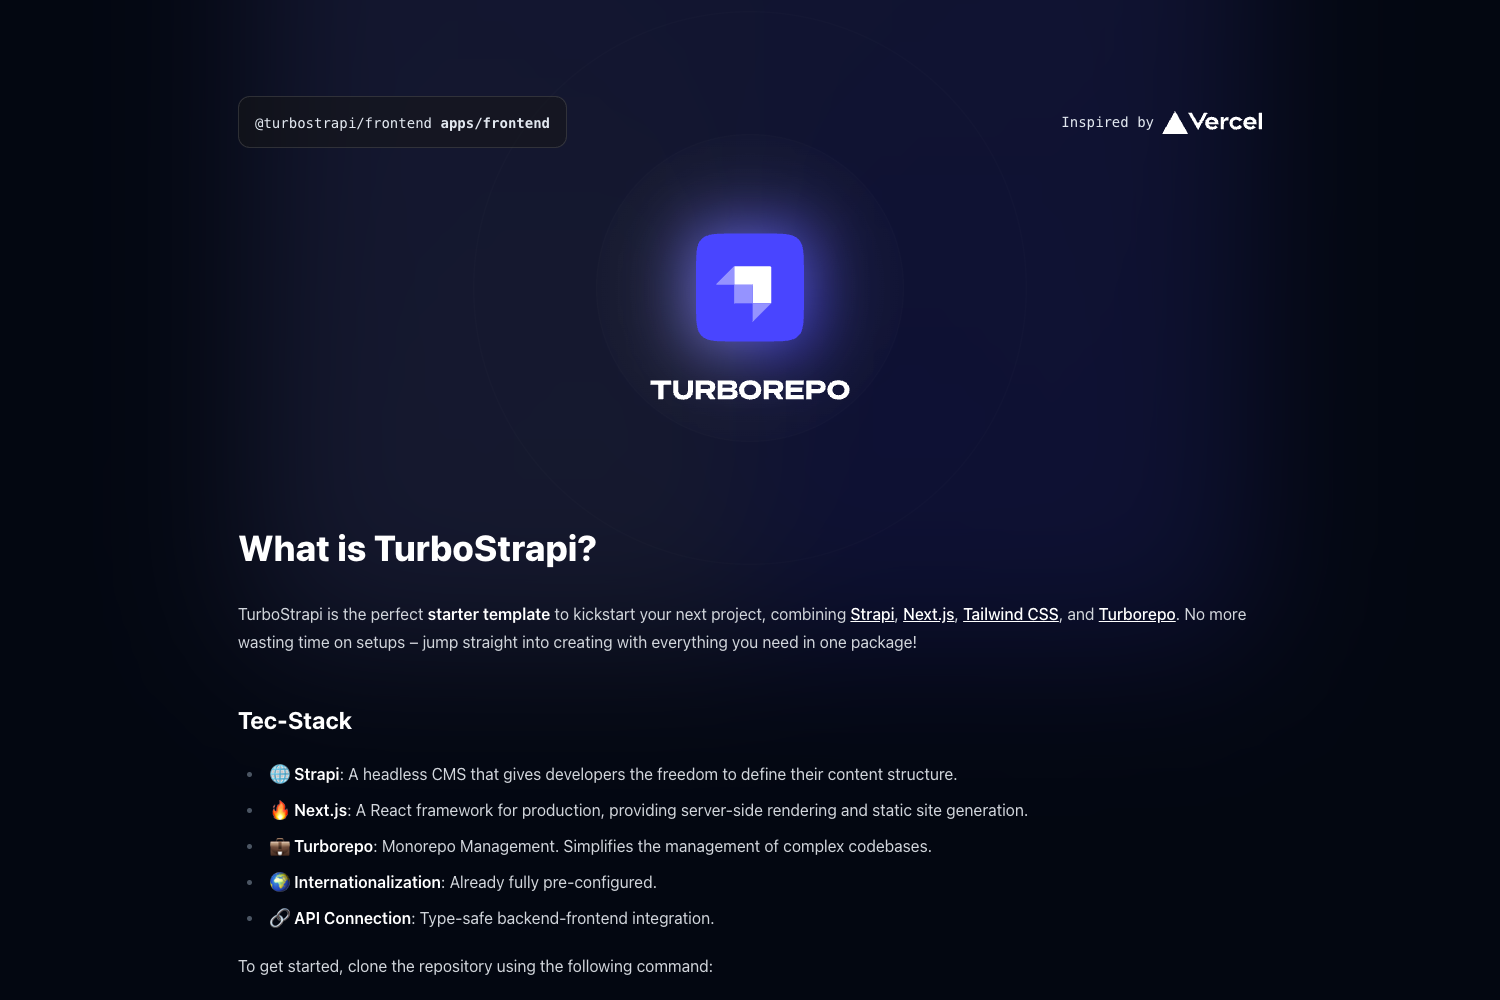 @turbostrapi/frontend apps/frontend
Inspired by Vercel
TURBOREPO
What is TurboStrapi?
TurboStrapi is the perfect starter template to kickstart your next project, combining Strapi, Next.js, Tailwind CSS, and Turborepo. No more
wasting time on setups – jump straight into creating with everything you need in one package!
Tec-Stack
• 🌐 Strapi: A headless CMS that gives developers the freedom to define their content structure.
• 🔥 Next.js: A React framework for production, providing server-side rendering and static site generation.
• 💼 Turborepo: Monorepo Management. Simplifies the management of complex codebases.
• 🌍 Internationalization: Already fully pre-configured.
• 🔗 API Connection: Type-safe backend-frontend integration.
To get started, clone the repository using the following command: